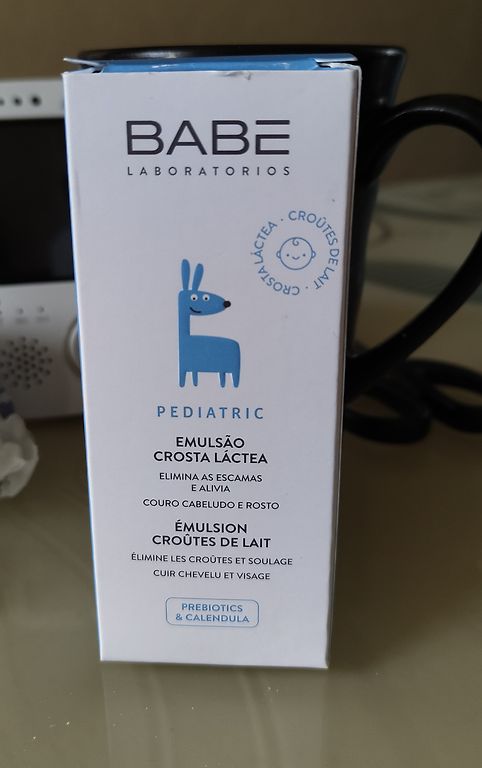 BABE
LABORATORIOS
CROSTA LÁCTEA · CROÛTES DE LAIT ·
PEDIATRIC
EMULSÃO
CROSTA LÁCTEA
ELIMINA AS ESCAMAS
E ALIVIA
COURO CABELUDO E ROSTO
ÉMULSION
CROÛTES DE LAIT
ÉLIMINE LES CROÛTES ET SOULAGE
CUIR CHEVELU ET VISAGE
PREBIOTICS
& CALENDULA